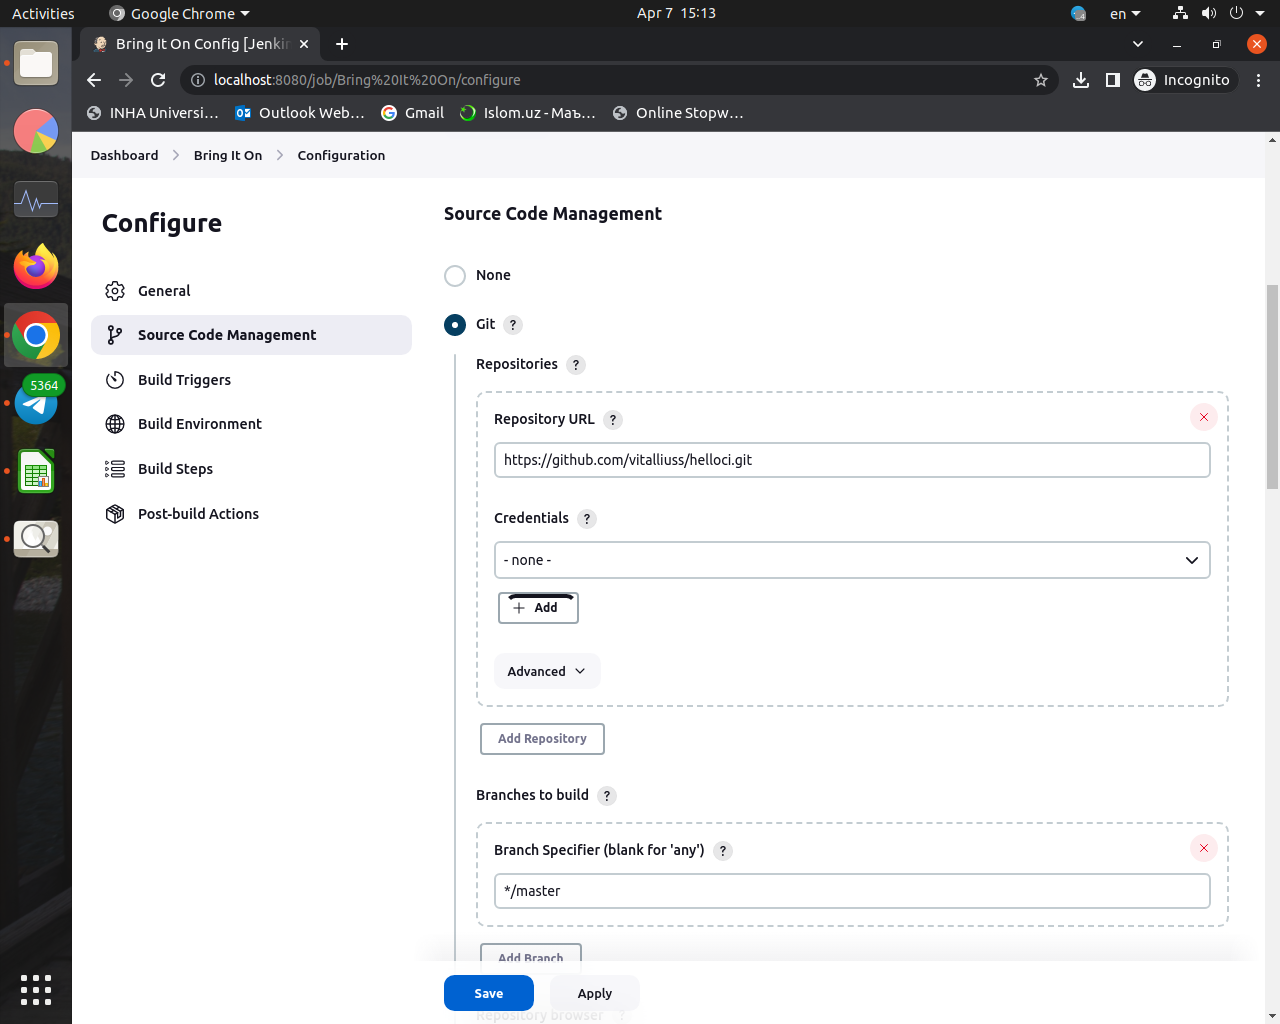 Activities
Google Chrome
Apr 7 15:13
4
en
Bring It On Config [Jenkin
localhost:8080/job/Bring%20It%20On/configure
Incognito
INHA Universi…
Outlook Web…
Gmail
Islom.uz - Маъ…
Online Stopw…
5364
Dashboard
Bring It On
Configuration
Configure
General
Source Code Management
Build Triggers
Build Environment
Build Steps
Post-build Actions
Source Code Management
None
Git ?
Repositories ?
Repository URL ?
https://github.com/vitalliuss/helloci.git
Credentials ?
- none -
Add
Advanced
Add Repository
Branches to build ?
Branch Specifier (blank for 'any') ?
*/master
Add Branch
Save
Apply
Repository browser ?